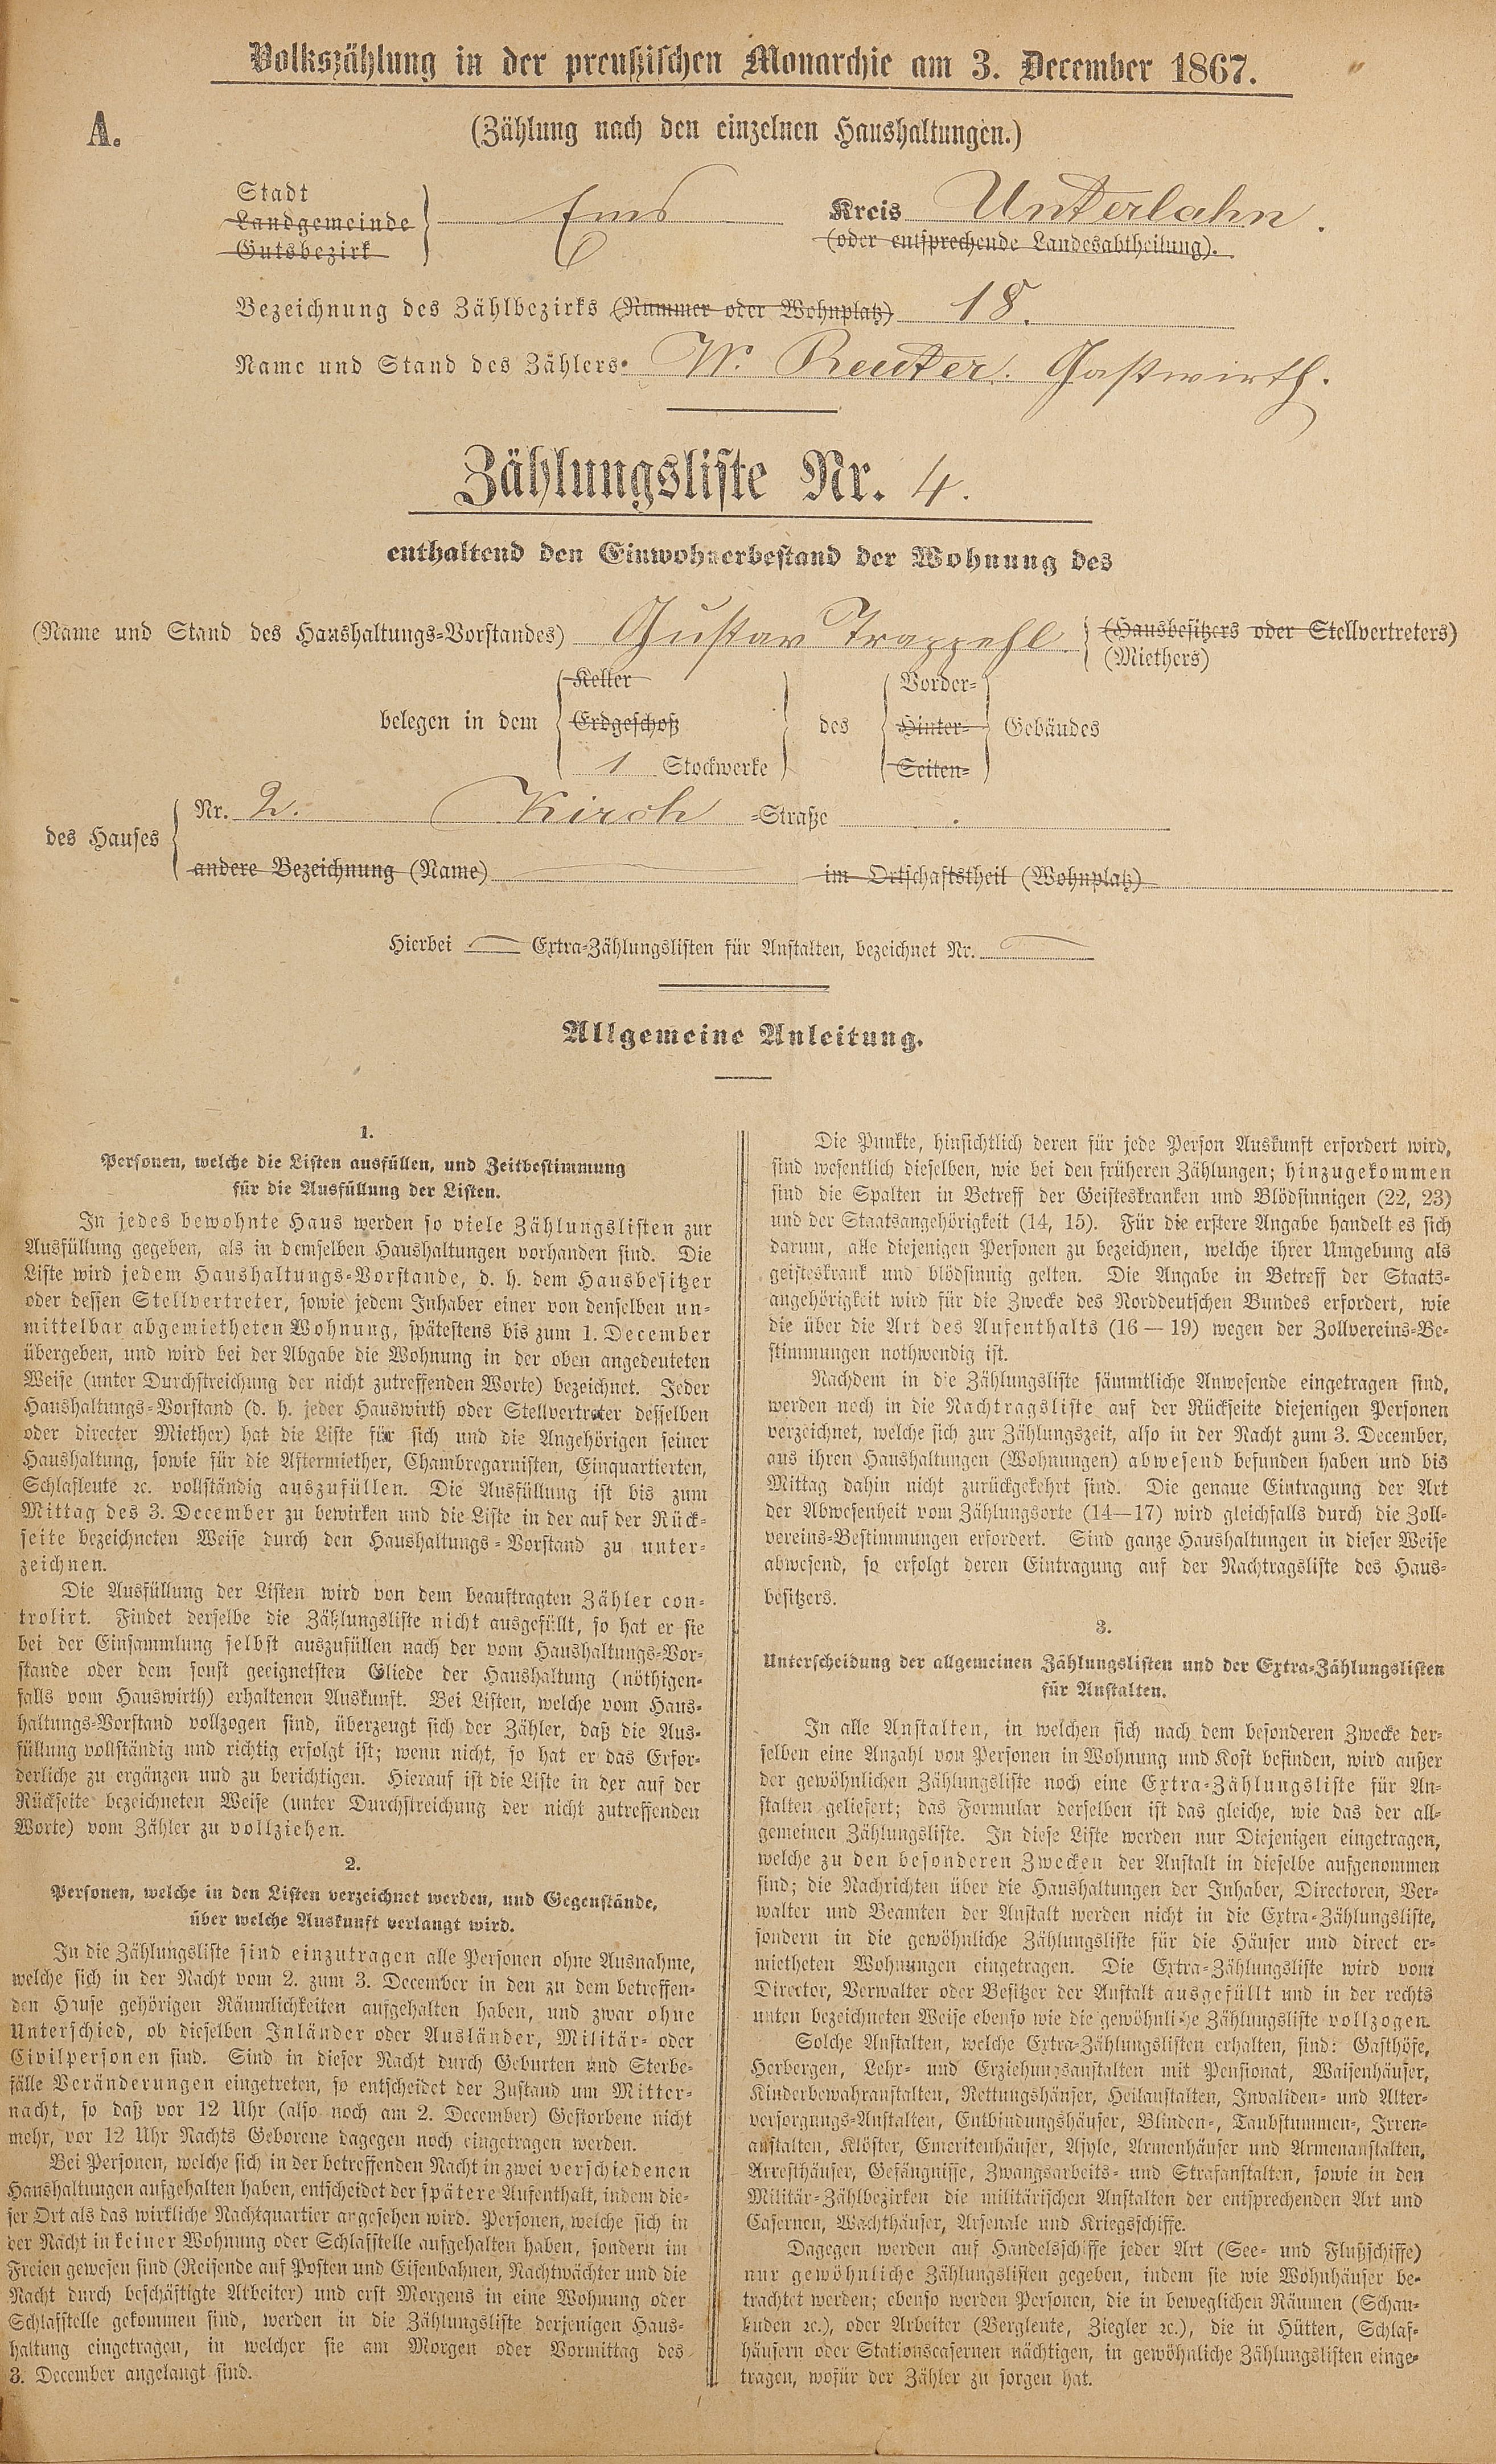 Volkszählung in der preußischen Monarchie am 3. December 1867.
A.
(Zählung nach den einzelnen Haushaltungen.)
Stadt
Landgemeinde
Gutsbezirk
Ems
Kreis Unterlahn.
(oder entsprechende Landesabtheilung).
Bezeichnung des Zählbezirks (Nummer oder Wohnplatz) 18.
Name und Stand des Zählers. W. Reuter. Gastwirth.
Zählungsliste Nr. 4.
enthaltend den Einwohnerbestand der Wohnung des
(Name und Stand des Haushaltungs-Vorstandes) Gustav Trappehl (Hausbesitzers oder Stellvertreters)
(Miethers)
belegen in dem
Keller
Erdgeschoß
1 Stockwerke
des
Vorder-
Hinter-
Seiten-
Gebäudes
des Hauses
Nr. 2. Kirch -Straße
andere Bezeichnung (Name) im Ortschaftstheil (Wohnplatz)
Hierbei — Extra-Zählungslisten für Anstalten, bezeichnet Nr. —
Allgemeine Anleitung.
1.
Personen, welche die Listen ausfüllen, und Zeitbestimmung
für die Ausfüllung der Listen.
In jedes bewohnte Haus werden so viele Zählungslisten zur
Ausfüllung gegeben, als in demselben Haushaltungen vorhanden sind. Die
Liste wird jedem Haushaltungs-Vorstande, d. h. dem Hausbesitzer
oder dessen Stellvertreter, sowie jedem Inhaber einer von denselben un-
mittelbar abgemietheten Wohnung, spätestens bis zum 1. December
übergeben, und wird bei der Abgabe die Wohnung in der oben angedeuteten
Weise (unter Durchstreichung der nicht zutreffenden Worte) bezeichnet. Jeder
Haushaltungs-Vorstand (d. h. jeder Hauswirth oder Stellvertreter desselben
oder directer Miether) hat die Liste für sich und die Angehörigen seiner
Haushaltung, sowie für die Aftermiether, Chambregarnisten, Einquartierten,
Schlafleute ꝛc. vollständig auszufüllen. Die Ausfüllung ist bis zum
Mittag des 3. December zu bewirken und die Liste in der auf der Rück-
seite bezeichneten Weise durch den Haushaltungs-Vorstand zu unter-
zeichnen.
Die Ausfüllung der Listen wird von dem beauftragten Zähler con-
trolirt. Findet derselbe die Zählungsliste nicht ausgefüllt, so hat er sie
bei der Einsammlung selbst auszufüllen nach der vom Haushaltungs-Vor-
stande oder dem sonst geeignetsten Gliede der Haushaltung (nöthigen-
falls vom Hauswirth) erhaltenen Auskunft. Bei Listen, welche vom Haus-
haltungs-Vorstand vollzogen sind, überzeugt sich der Zähler, daß die Aus-
füllung vollständig und richtig erfolgt ist; wenn nicht, so hat er das Erfor-
derliche zu ergänzen und zu berichtigen. Hierauf ist die Liste in der auf der
Rückseite bezeichneten Weise (unter Durchstreichung der nicht zutreffenden
Worte) vom Zähler zu vollziehen.
2.
Personen, welche in den Listen verzeichnet werden, und Gegenstände,
über welche Auskunft verlangt wird.
In die Zählungsliste sind einzutragen alle Personen ohne Ausnahme,
welche sich in der Nacht vom 2. zum 3. December in den zu dem betreffen-
den Hause gehörigen Räumlichkeiten aufgehalten haben, und zwar ohne
Unterschied, ob dieselben Inländer oder Ausländer, Militär- oder
Civilpersonen sind. Sind in dieser Nacht durch Geburten und Sterbe-
fälle Veränderungen eingetreten, so entscheidet der Zustand um Mitter-
nacht, so daß vor 12 Uhr (also noch am 2. December) Gestorbene nicht
mehr, vor 12 Uhr Nachts Geborene dagegen noch eingetragen werden.
Bei Personen, welche sich in der betreffenden Nacht in zwei verschiedenen
Haushaltungen aufgehalten haben, entscheidet der spätere Aufenthalt, indem die-
ser Ort als das wirkliche Nachtquartier angesehen wird. Personen, welche sich in
der Nacht in keiner Wohnung oder Schlafstelle aufgehalten haben, sondern im
Freien gewesen sind (Reisende auf Posten und Eisenbahnen, Nachtwächter und die
Nacht durch beschäftigte Arbeiter) und erst Morgens in eine Wohnung oder
Schlafstelle gekommen sind, werden in die Zählungsliste derjenigen Haus-
haltung eingetragen, in welcher sie am Morgen oder Vormittag des
3. December angelangt sind.
Die Punkte, hinsichtlich deren für jede Person Auskunft erfordert wird,
sind wesentlich dieselben, wie bei den früheren Zählungen; hinzugekommen
sind die Spalten in Betreff der Geisteskranken und Blödsinnigen (22, 23)
und der Staatsangehörigkeit (14, 15). Für die erstere Angabe handelt es sich
darum, alle diejenigen Personen zu bezeichnen, welche ihrer Umgebung als
geisteskrank und blödsinnig gelten. Die Angabe in Betreff der Staats-
angehörigkeit wird für die Zwecke des Norddeutschen Bundes erfordert, wie
die über die Art des Aufenthalts (16—19) wegen der Zollvereins-Be-
stimmungen nothwendig ist.
Nachdem in die Zählungsliste sämmtliche Anwesende eingetragen sind,
werden noch in die Nachtragsliste auf der Rückseite diejenigen Personen
verzeichnet, welche sich zur Zählungszeit, also in der Nacht zum 3. December,
aus ihren Haushaltungen (Wohnungen) abwesend befunden haben und bis
Mittag dahin nicht zurückgekehrt sind. Die genaue Eintragung der Art
der Abwesenheit vom Zählungsorte (14—17) wird gleichfalls durch die Zoll-
vereins-Bestimmungen erfordert. Sind ganze Haushaltungen in dieser Weise
abwesend, so erfolgt deren Eintragung auf der Nachtragsliste des Haus-
besitzers.
3.
Unterscheidung der allgemeinen Zählungslisten und der Extra-Zählungslisten
für Anstalten.
In alle Anstalten, in welchen sich nach dem besonderen Zwecke der-
selben eine Anzahl von Personen in Wohnung und Kost befinden, wird außer
der gewöhnlichen Zählungsliste noch eine Extra-Zählungsliste für An-
stalten geliefert; das Formular derselben ist das gleiche, wie das der all-
gemeinen Zählungsliste. In diese Liste werden nur Diejenigen eingetragen,
welche zu den besonderen Zwecken der Anstalt in dieselbe aufgenommen
sind; die Nachrichten über die Haushaltungen der Inhaber, Directoren, Ver-
walter und Beamten der Anstalt werden nicht in die Extra-Zählungsliste,
sondern in die gewöhnliche Zählungsliste für die Häuser und direct er-
mietheten Wohnungen eingetragen. Die Extra-Zählungsliste wird vom
Director, Verwalter oder Besitzer der Anstalt ausgefüllt und in der rechts
unten bezeichneten Weise ebenso wie die gewöhnliche Zählungsliste vollzogen.
Solche Anstalten, welche Extra-Zählungslisten erhalten, sind: Gasthöfe,
Herbergen, Lehr- und Erziehungsanstalten mit Pensionat, Waisenhäuser,
Kinderbewahranstalten, Rettungshäuser, Heilanstalten, Invaliden- und Alter-
versorgungs-Anstalten, Entbindungshäuser, Blinden-, Taubstummen-, Irren-
anstalten, Klöster, Emeritenhäuser, Asyle, Armenhäuser und Armenanstalten,
Arresthäuser, Gefängnisse, Zwangsarbeits- und Strafanstalten, sowie in den
Militär-Zählbezirken die militärischen Anstalten der entsprechenden Art und
Casernen, Wachthäuser, Arsenale und Kriegsschiffe.
Dagegen werden auf Handelsschiffe jeder Art (See- und Flußschiffe)
nur gewöhnliche Zählungslisten gegeben, indem sie wie Wohnhäuser be-
trachtet werden; ebenso werden Personen, die in beweglichen Räumen (Schau-
buden ꝛc.), oder Arbeiter (Bergleute, Ziegler ꝛc.), die in Hütten, Schlaf-
häusern oder Stationscasernen nächtigen, in gewöhnliche Zählungslisten einge-
tragen, wofür der Zähler zu sorgen hat.